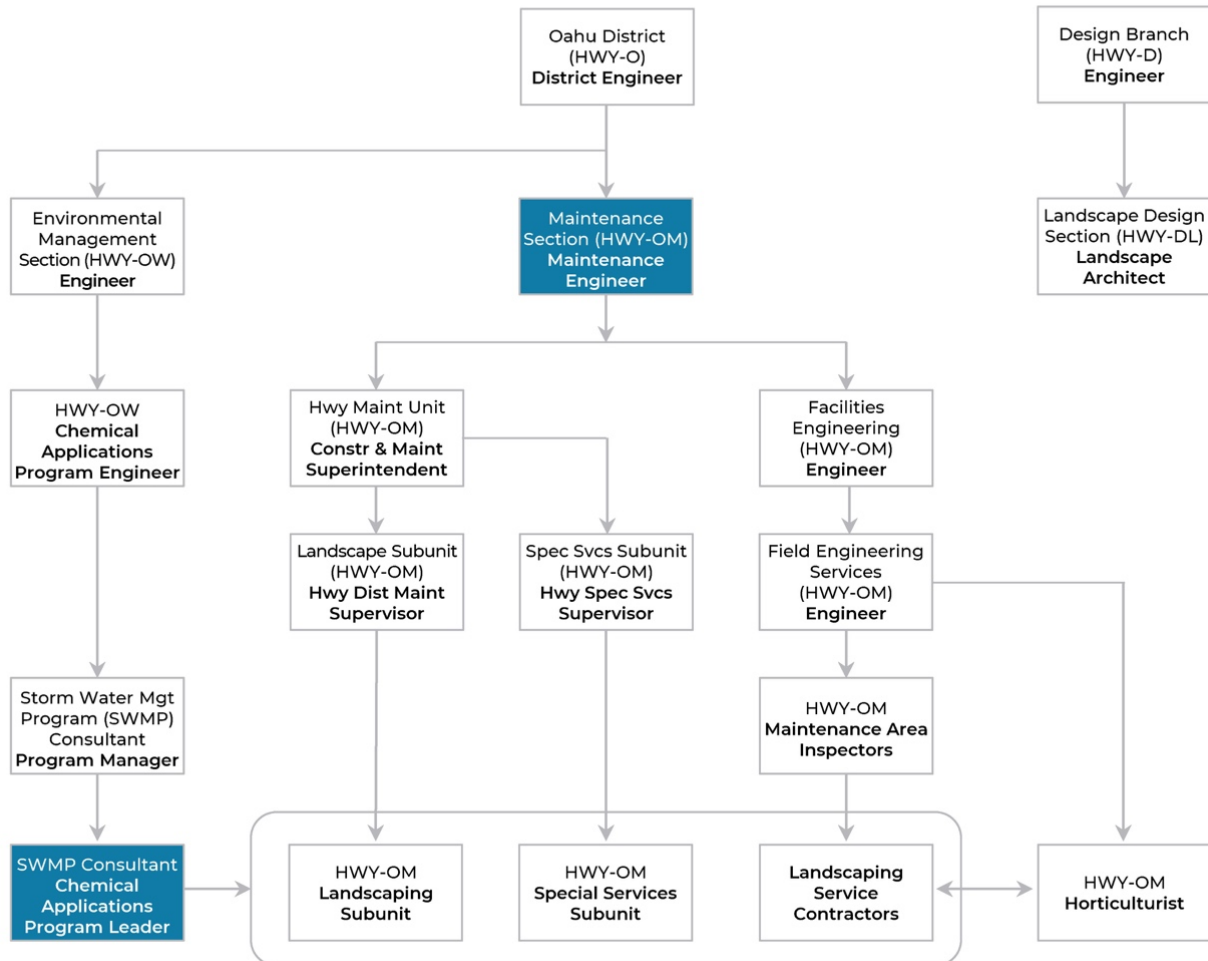 Oahu District
(HWY-O)
District Engineer
Design Branch
(HWY-D)
Engineer
Environmental
Management
Section (HWY-OW)
Engineer
Maintenance
Section (HWY-OM)
Maintenance
Engineer
Landscape Design
Section (HWY-DL)
Landscape
Architect
HWY-OW
Chemical
Applications
Program Engineer
Hwy Maint Unit
(HWY-OM)
Constr & Maint
Superintendent
Facilities
Engineering
(HWY-OM)
Engineer
Landscape Subunit
(HWY-OM)
Hwy Dist Maint
Supervisor
Spec Svcs Subunit
(HWY-OM)
Hwy Spec Svcs
Supervisor
Field Engineering
Services
(HWY-OM)
Engineer
Storm Water Mgt
Program (SWMP)
Consultant
Program Manager
HWY-OM
Maintenance Area
Inspectors
SWMP Consultant
Chemical
Applications
Program Leader
HWY-OM
Landscaping
Subunit
HWY-OM
Special Services
Subunit
Landscaping
Service
Contractors
HWY-OM
Horticulturist